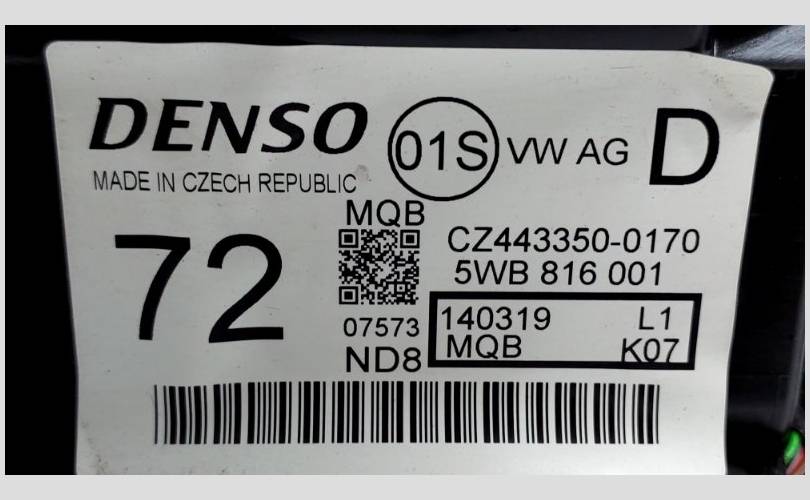 DENSO 01S VW AG D
MADE IN CZECH REPUBLIC
72
MQB
CZ443350-0170
5WB 816 001
07573
ND8
140319 L1
MQB K07